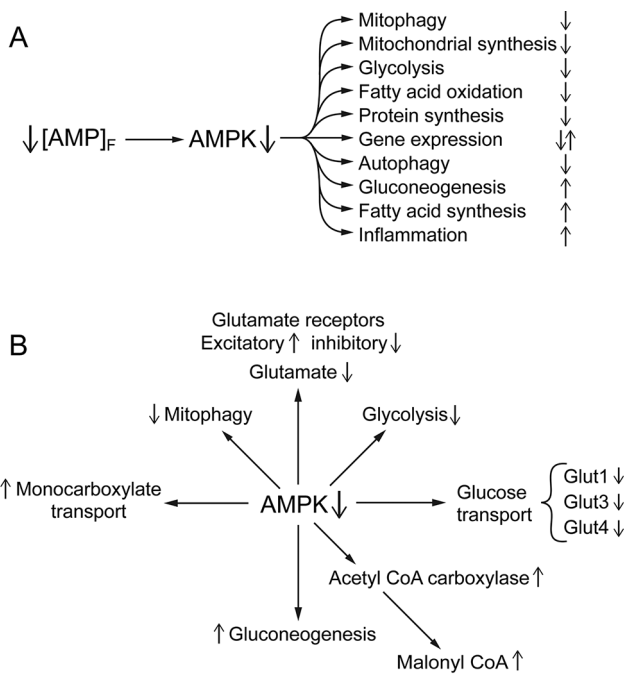 A
Mitophagy ↓
Mitochondrial synthesis ↓
Glycolysis ↓
Fatty acid oxidation ↓
Protein synthesis ↓
↓[AMP]F → AMPK↓ Gene expression ↓↑
Autophagy ↓
Gluconeogenesis ↑
Fatty acid synthesis ↑
Inflammation ↑
B
Glutamate receptors
Excitatory↑ inhibitory↓
Glutamate ↓
↓ Mitophagy
Glycolysis↓
↑ Monocarboxylate
transport
AMPK↓
Glucose
transport
Glut1 ↓
Glut3 ↓
Glut4 ↓
Acetyl CoA carboxylase↑
↑ Gluconeogenesis
Malonyl CoA↑